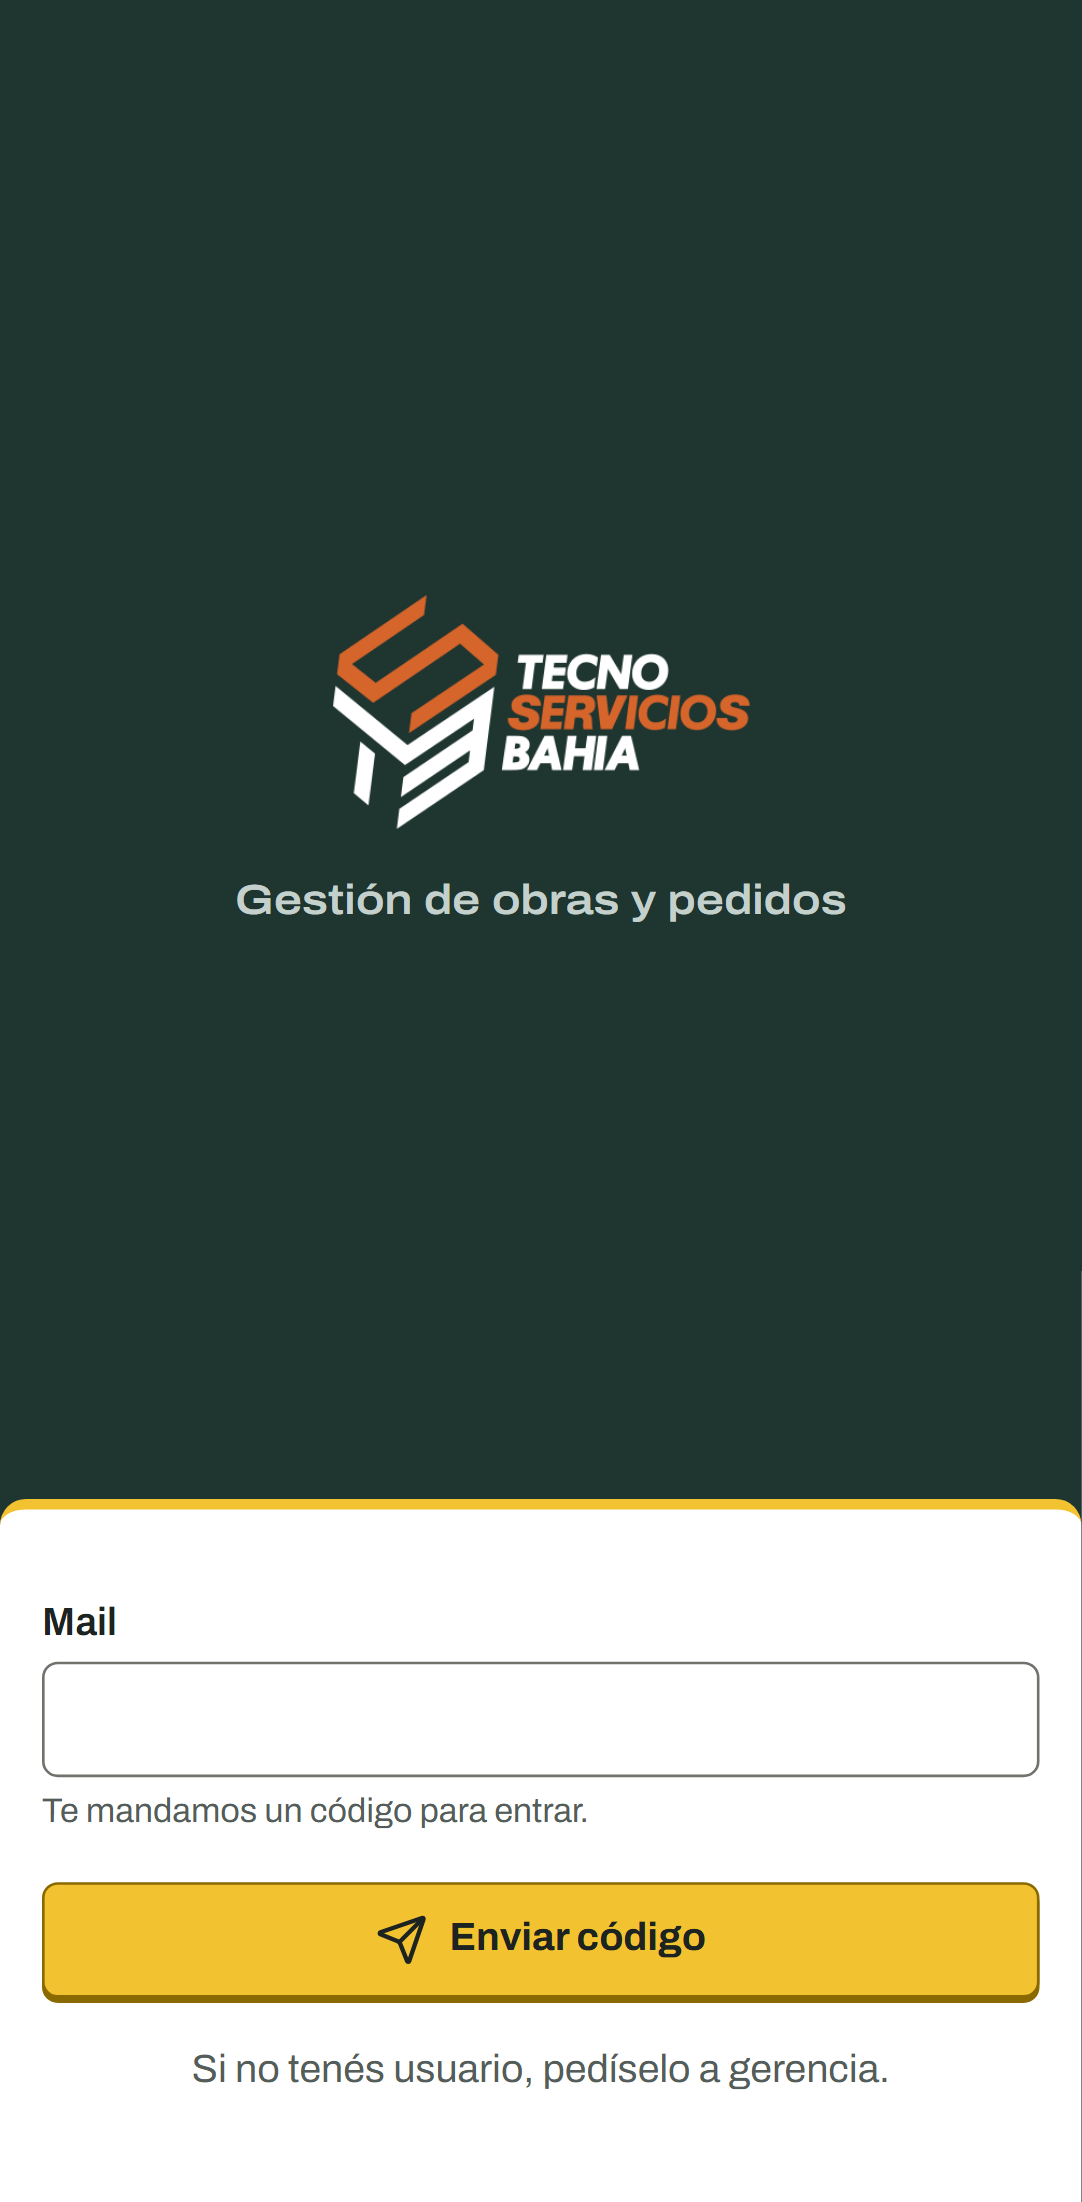 TECNO
SERVICIOS
BAHIA
Gestión de obras y pedidos
Mail
Te mandamos un código para entrar.
Enviar código
Si no tenés usuario, pedíselo a gerencia.